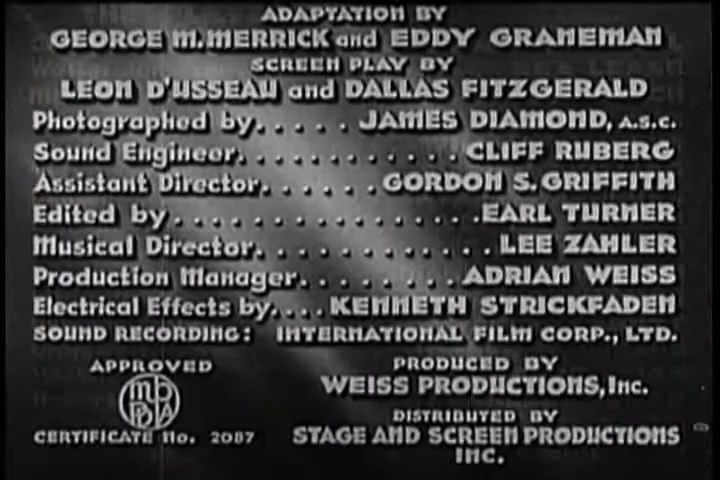 ADAPTATION BY
GEORGE M. MERRICK and EDDY GRANEMAN
SCREEN PLAY BY
LEON D'USSEAU and DALLAS FITZGERALD
Photographed by. . . . . JAMES DIAMOND, A.S.C.
Sound Engineer. . . . . . . . . . . CLIFF RUBERG
Assistant Director. . . . . . GORDON S. GRIFFITH
Edited by . . . . . . . . . . . . . . . . EARL TURNER
Musical Director. . . . . . . . . . . . LEE ZAHLER
Production Manager. . . . . . . . ADRIAN WEISS
Electrical Effects by. . . . KENNETH STRICKFADEN
SOUND RECORDING: INTERNATIONAL FILM CORP., LTD.
APPROVED
MPPDA
CERTIFICATE No. 2087
PRODUCED BY
WEISS PRODUCTIONS, Inc.
DISTRIBUTED BY
STAGE AND SCREEN PRODUCTIONS
INC.